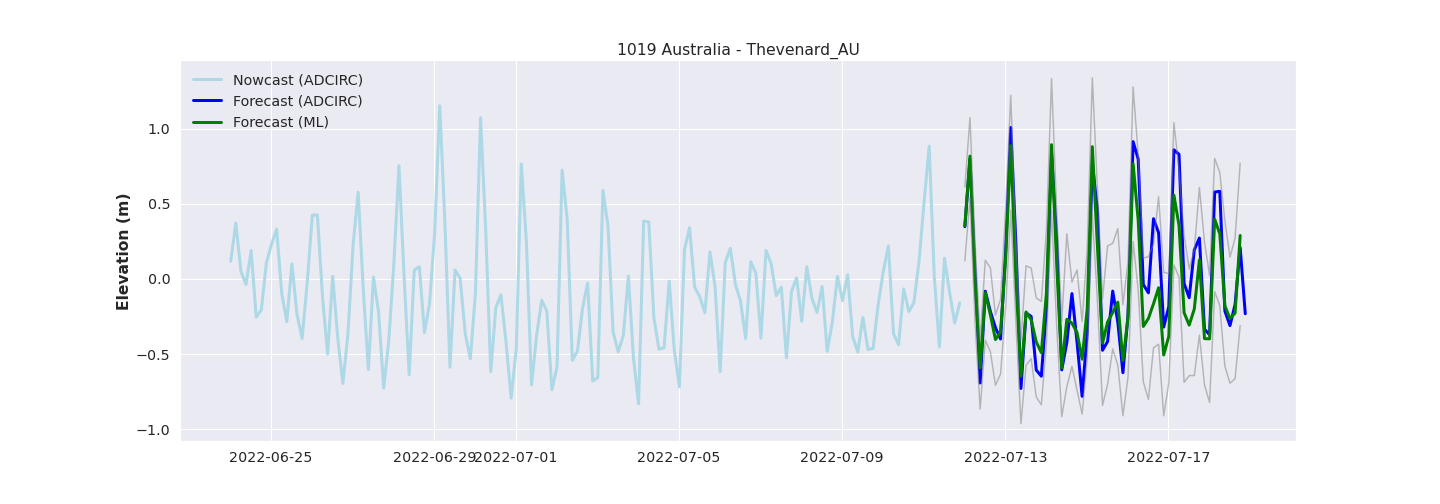 1019 Australia - Thevenard_AU
Nowcast (ADCIRC)
Forecast (ADCIRC)
Forecast (ML)
Elevation (m)
1.0
0.5
0.0
−0.5
−1.0
2022-06-25
2022-06-29
2022-07-01
2022-07-05
2022-07-09
2022-07-13
2022-07-17